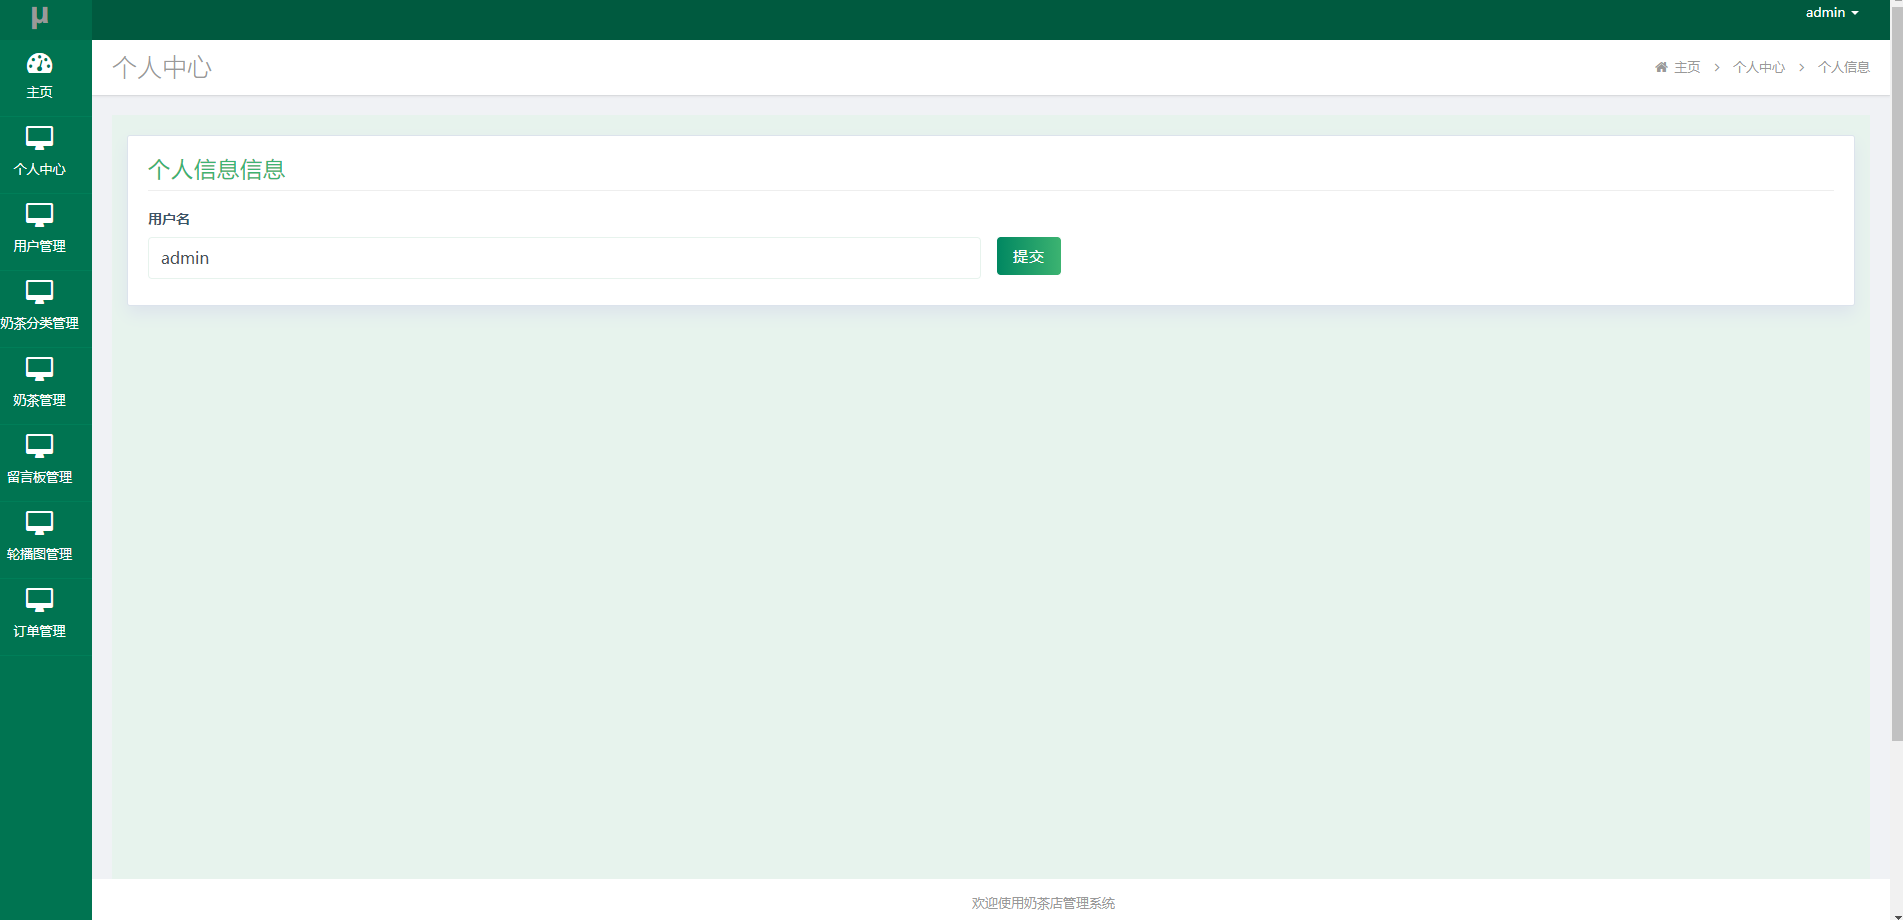 µ
admin
主页
个人中心
用户管理
奶茶分类管理
奶茶管理
留言板管理
轮播图管理
订单管理
个人中心
主页 > 个人中心 > 个人信息
个人信息信息
用户名
admin
提交
欢迎使用奶茶店管理系统